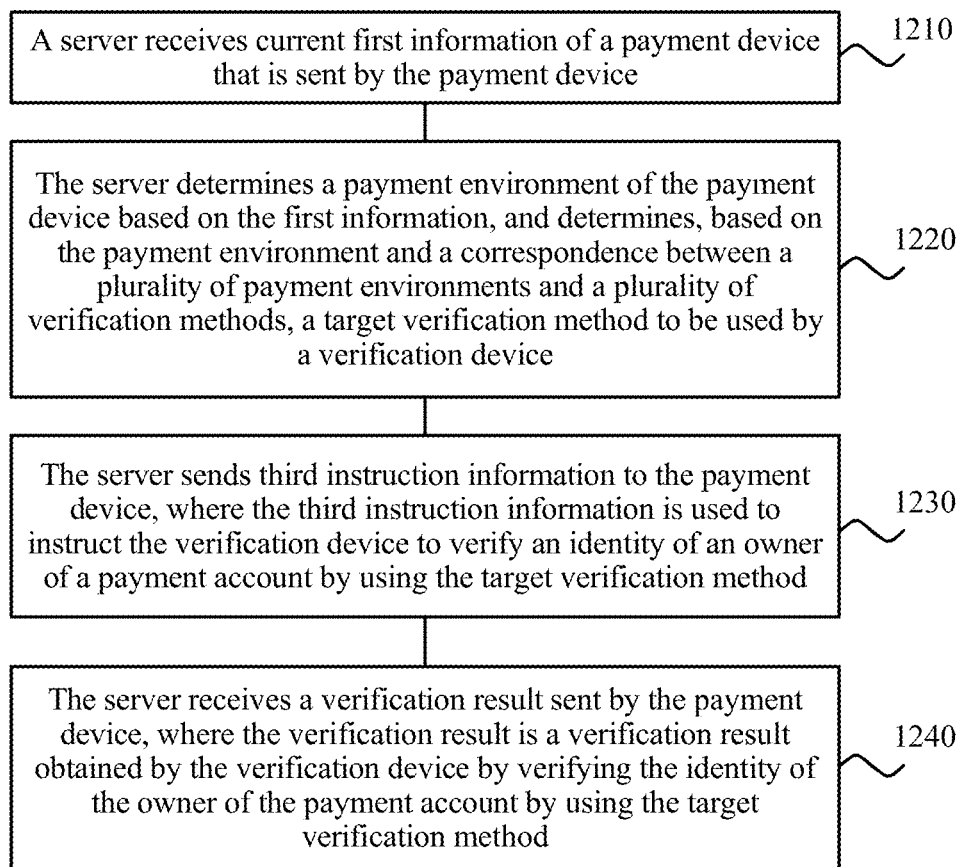 A server receives current first information of a payment device
that is sent by the payment device
1210
The server determines a payment environment of the payment
device based on the first information, and determines, based on
the payment environment and a correspondence between a
plurality of payment environments and a plurality of
verification methods, a target verification method to be used by
a verification device
1220
The server sends third instruction information to the payment
device, where the third instruction information is used to
instruct the verification device to verify an identity of an owner
of a payment account by using the target verification method
1230
The server receives a verification result sent by the payment
device, where the verification result is a verification result
obtained by the verification device by verifying the identity of
the owner of the payment account by using the target
verification method
1240